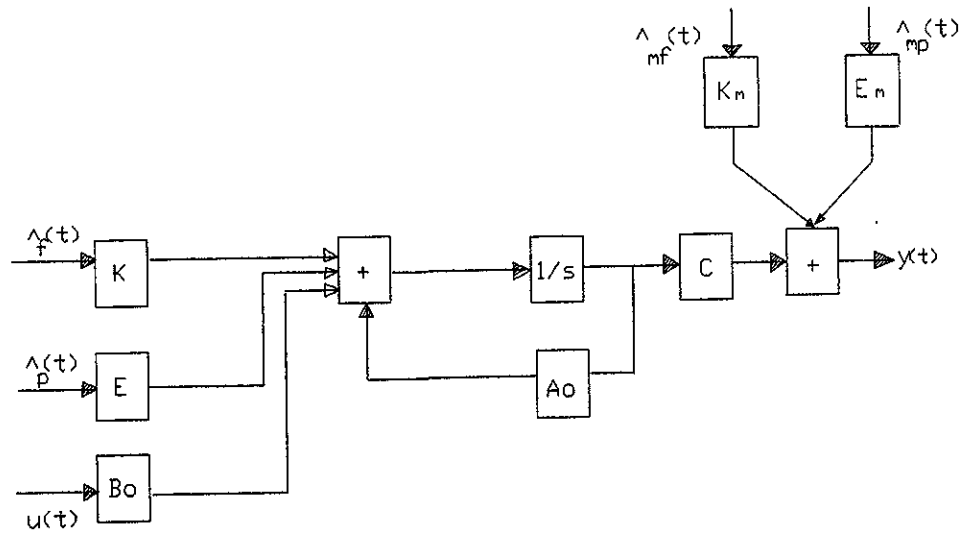 ^mf(t)
^mp(t)
Km
Em
^f(t)
K
+
1/s
C
+
y(t)
^p(t)
E
Ao
Bo
u(t)